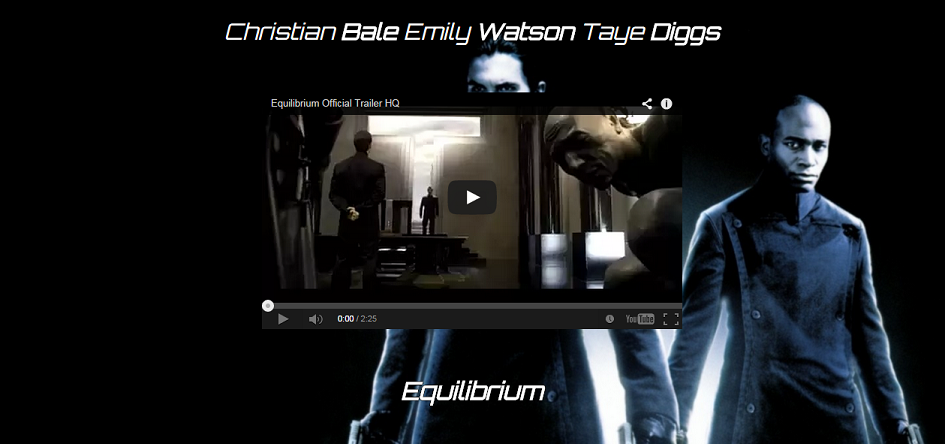 Christian Bale Emily Watson Taye Diggs
Equilibrium Official Trailer HQ
0:00 / 2:25
YouTube
Equilibrium